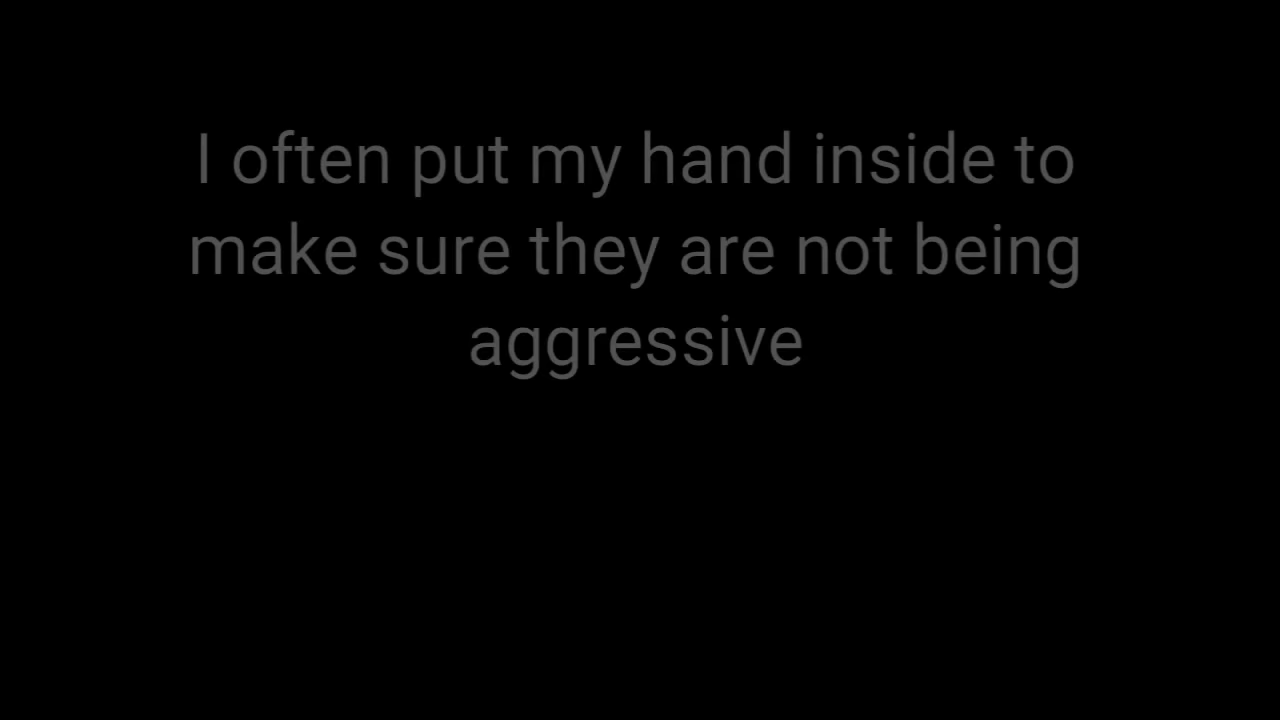 I often put my hand inside to
make sure they are not being
aggressive